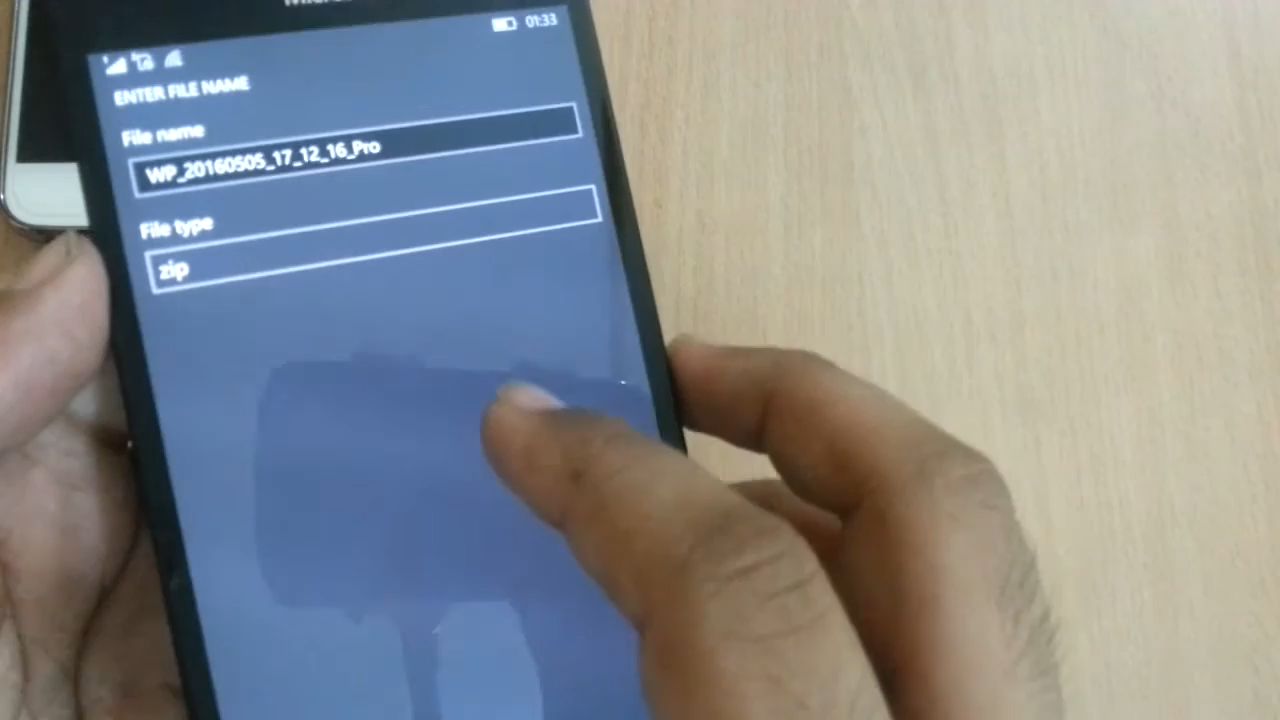 01:33
ENTER FILE NAME
File name
WP_20160505_17_12_16_Pro
File type
zip